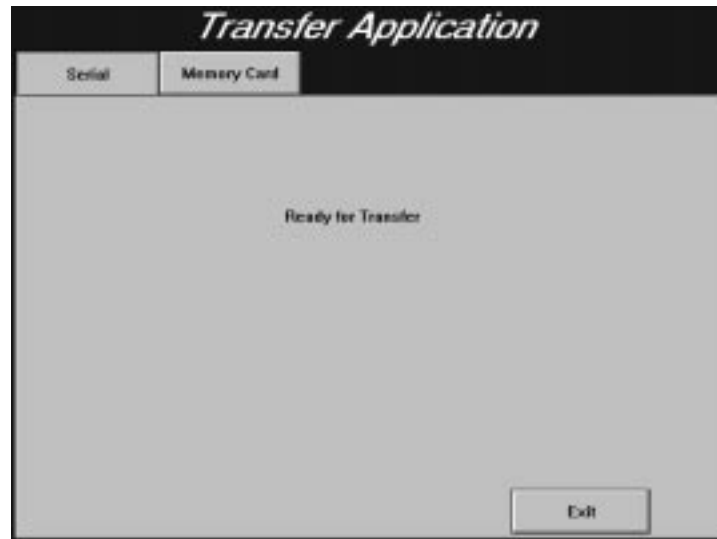 Transfer Application
Serial Memory Card
Ready for Transfer
Exit